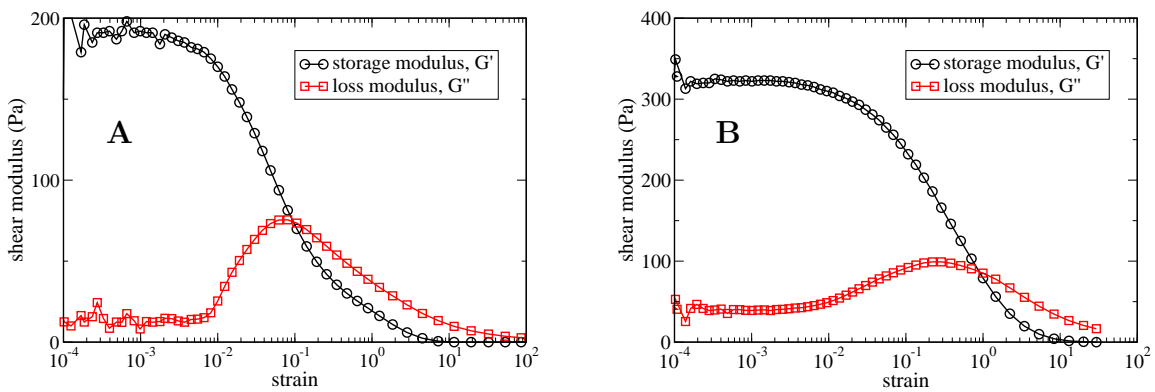 200
100
0
shear modulus (Pa)
A
storage modulus, G'
loss modulus, G"
10^-4
10^-3
10^-2
10^-1
10^0
10^1
10^2
strain
400
300
200
100
0
shear modulus (Pa)
B
storage modulus, G'
loss modulus, G"
10^-4
10^-3
10^-2
10^-1
10^0
10^1
10^2
strain